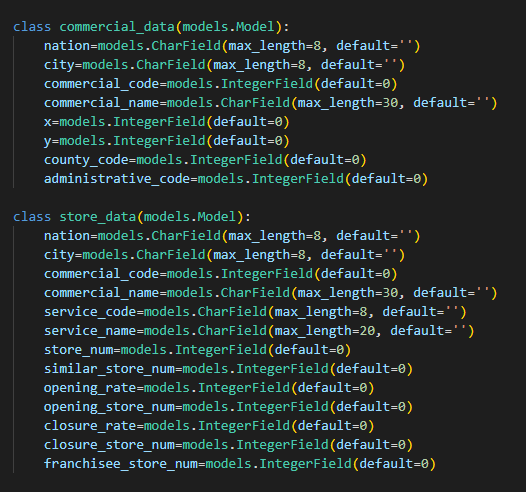 class commercial_data(models.Model):
    nation=models.CharField(max_length=8, default='')
    city=models.CharField(max_length=8, default='')
    commercial_code=models.IntegerField(default=0)
    commercial_name=models.CharField(max_length=30, default='')
    x=models.IntegerField(default=0)
    y=models.IntegerField(default=0)
    county_code=models.IntegerField(default=0)
    administrative_code=models.IntegerField(default=0)

class store_data(models.Model):
    nation=models.CharField(max_length=8, default='')
    city=models.CharField(max_length=8, default='')
    commercial_code=models.IntegerField(default=0)
    commercial_name=models.CharField(max_length=30, default='')
    service_code=models.CharField(max_length=8, default='')
    service_name=models.CharField(max_length=20, default='')
    store_num=models.IntegerField(default=0)
    similar_store_num=models.IntegerField(default=0)
    opening_rate=models.IntegerField(default=0)
    opening_store_num=models.IntegerField(default=0)
    closure_rate=models.IntegerField(default=0)
    closure_store_num=models.IntegerField(default=0)
    franchisee_store_num=models.IntegerField(default=0)